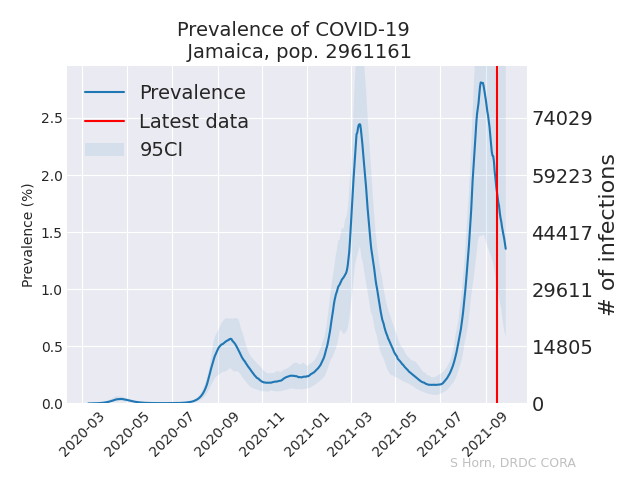 Prevalence of COVID-19
Jamaica, pop. 2961161
Prevalence
Latest data
95CI
Prevalence (%)
2.5
2.0
1.5
1.0
0.5
0.0
74029
59223
44417
29611
14805
0
# of infections
2020-03
2020-05
2020-07
2020-09
2020-11
2021-01
2021-03
2021-05
2021-07
2021-09
S Horn, DRDC CORA